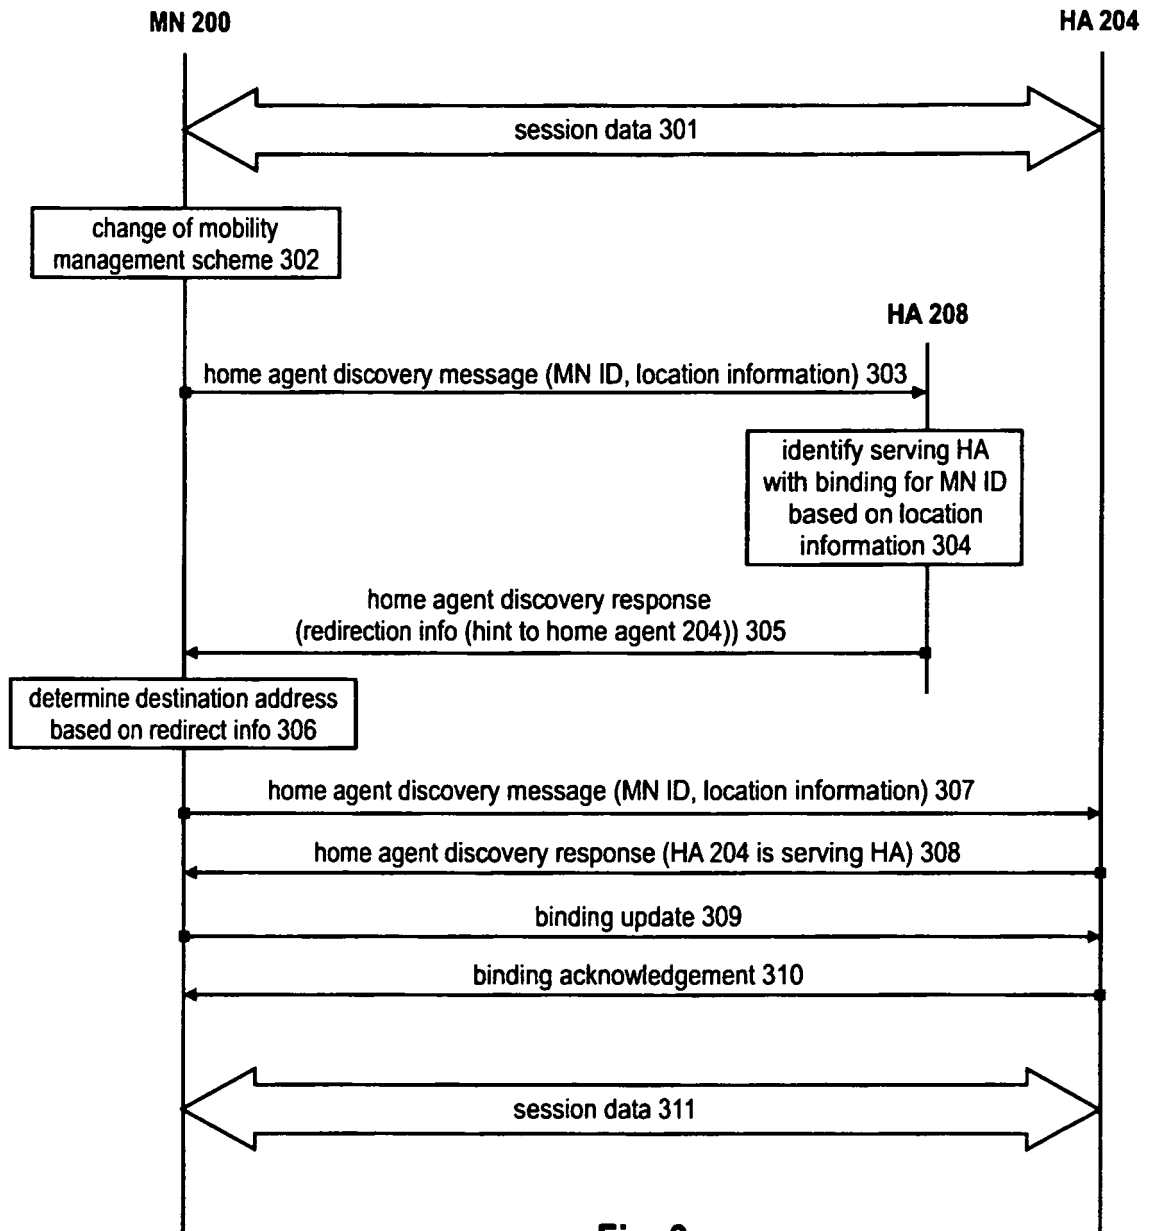 MN 200
HA 204
session data 301
change of mobility
management scheme 302
HA 208
home agent discovery message (MN ID, location information) 303
identify serving HA
with binding for MN ID
based on location
information 304
home agent discovery response
(redirection info (hint to home agent 204)) 305
determine destination address
based on redirect info 306
home agent discovery message (MN ID, location information) 307
home agent discovery response (HA 204 is serving HA) 308
binding update 309
binding acknowledgement 310
session data 311